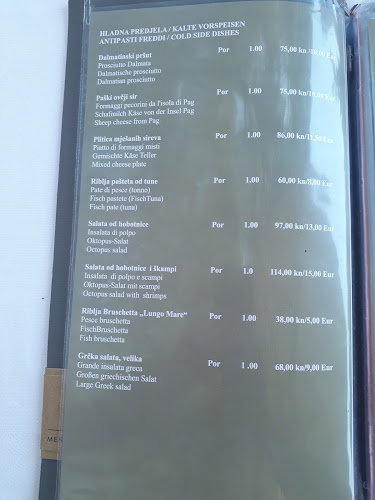 HLADNA PREDJELA / KALTE VORSPEISEN
ANTIPASTI FREDDI / COLD SIDE DISHES
Dalmatinski pršut Por 1.00 75,00 kn/10,00 Eur
Prosciutto Dalmata
Dalmatische prosciutto
Dalmatian prosciutto
Paški ovčji sir Por 1.00 75,00 kn/10,00 Eur
Formaggi pecorini da l'isola di Pag
Schafmilch Käse von der Insel Pag
Sheep cheese from Pag
Plitica mješanih sireva Por 1.00 86,00 kn/11,50 Eur
Piatto di formaggi misti
Gemischte Käse Teller
Mixed cheese plate
Riblja pašteta od tune Por 1.00 60,00 kn/8,00 Eur
Pate di pesce (tonno)
Fisch pastete (FischTuna)
Fisch pate (tuna)
Salata od hobotnice Por 1.00 97,00 kn/13,00 Eur
Insalata di polpo
Oktopus-Salat
Octopus salad
Salata od hobotnice i škampi Por 1.0 114,00 kn/15,00 Eur
Insalata di polpo e scampi
Oktopus-Salat mit scampi
Octopus salad with shrimps
Riblja Bruschetta „Lungo Mare“ Por 1.00 38,00 kn/5,00 Eur
Pesce bruschetta
FischBruschetta
Fish bruschetta
Grčka salata, velika Por 1 .00 68,00 kn/9,00 Eur
Grande insalata greca
Großen griechischen Salat
Large Greek salad